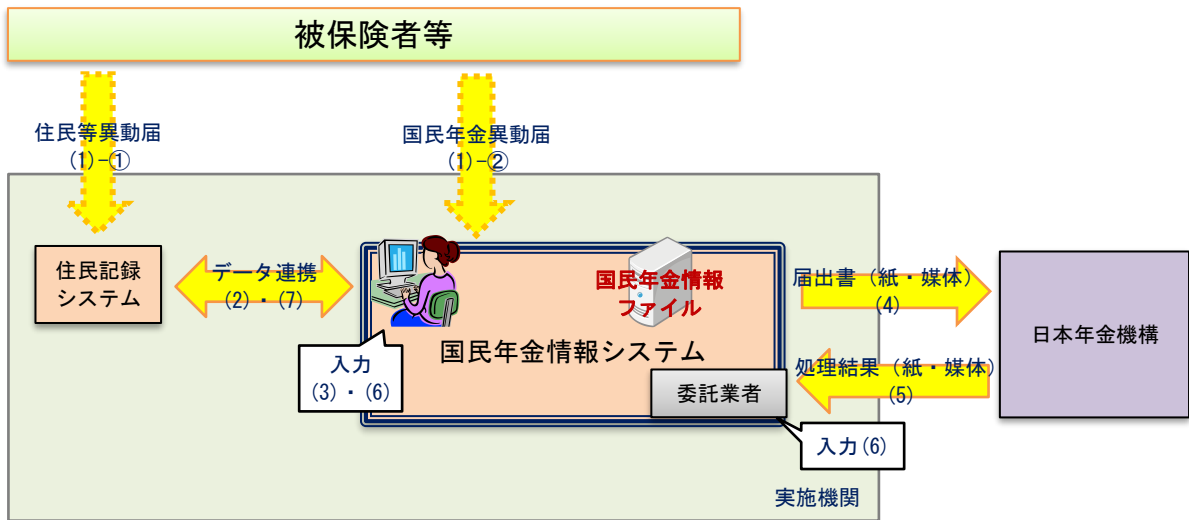 被保険者等
住民等異動届
(1)-①
国民年金異動届
(1)-②
住民記録
システム
データ連携
(2)・(7)
国民年金情報
ファイル
国民年金情報システム
入力
(3)・(6)
委託業者
入力(6)
届出書（紙・媒体）
(4)
処理結果（紙・媒体）
(5)
日本年金機構
実施機関